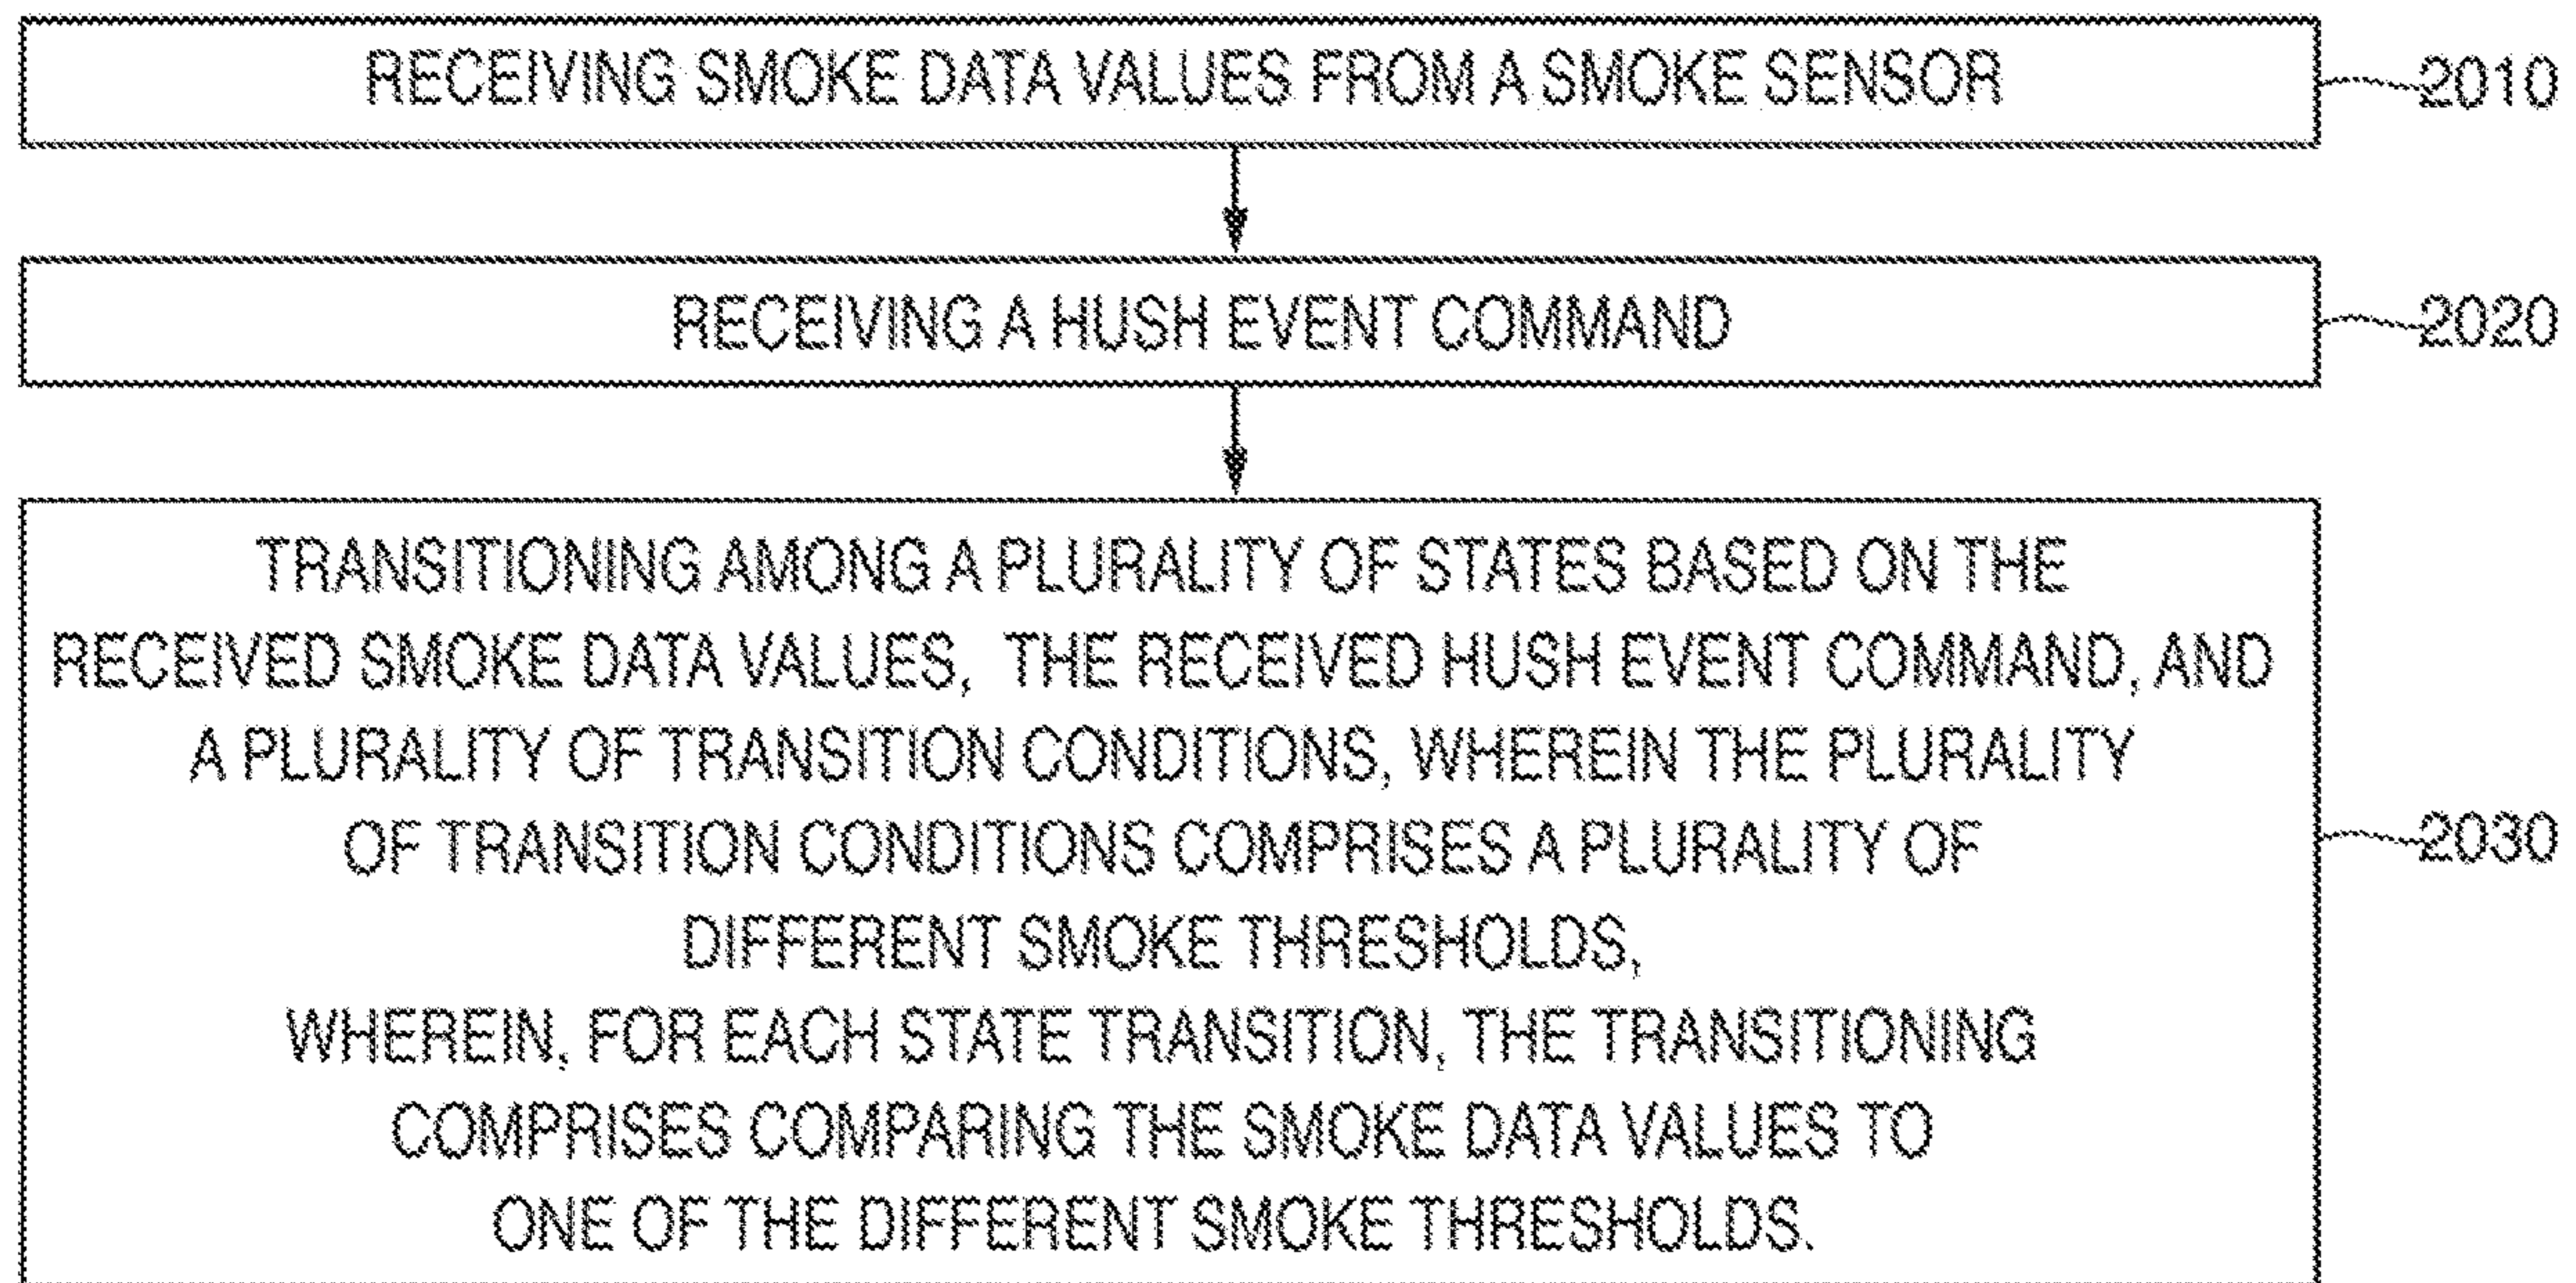 RECEIVING SMOKE DATA VALUES FROM A SMOKE SENSOR
2010
RECEIVING A HUSH EVENT COMMAND
2020
TRANSITIONING AMONG A PLURALITY OF STATES BASED ON THE
RECEIVED SMOKE DATA VALUES, THE RECEIVED HUSH EVENT COMMAND, AND
A PLURALITY OF TRANSITION CONDITIONS, WHEREIN THE PLURALITY
OF TRANSITION CONDITIONS COMPRISES A PLURALITY OF
DIFFERENT SMOKE THRESHOLDS,
WHEREIN, FOR EACH STATE TRANSITION, THE TRANSITIONING
COMPRISES COMPARING THE SMOKE DATA VALUES TO
ONE OF THE DIFFERENT SMOKE THRESHOLDS.
2030